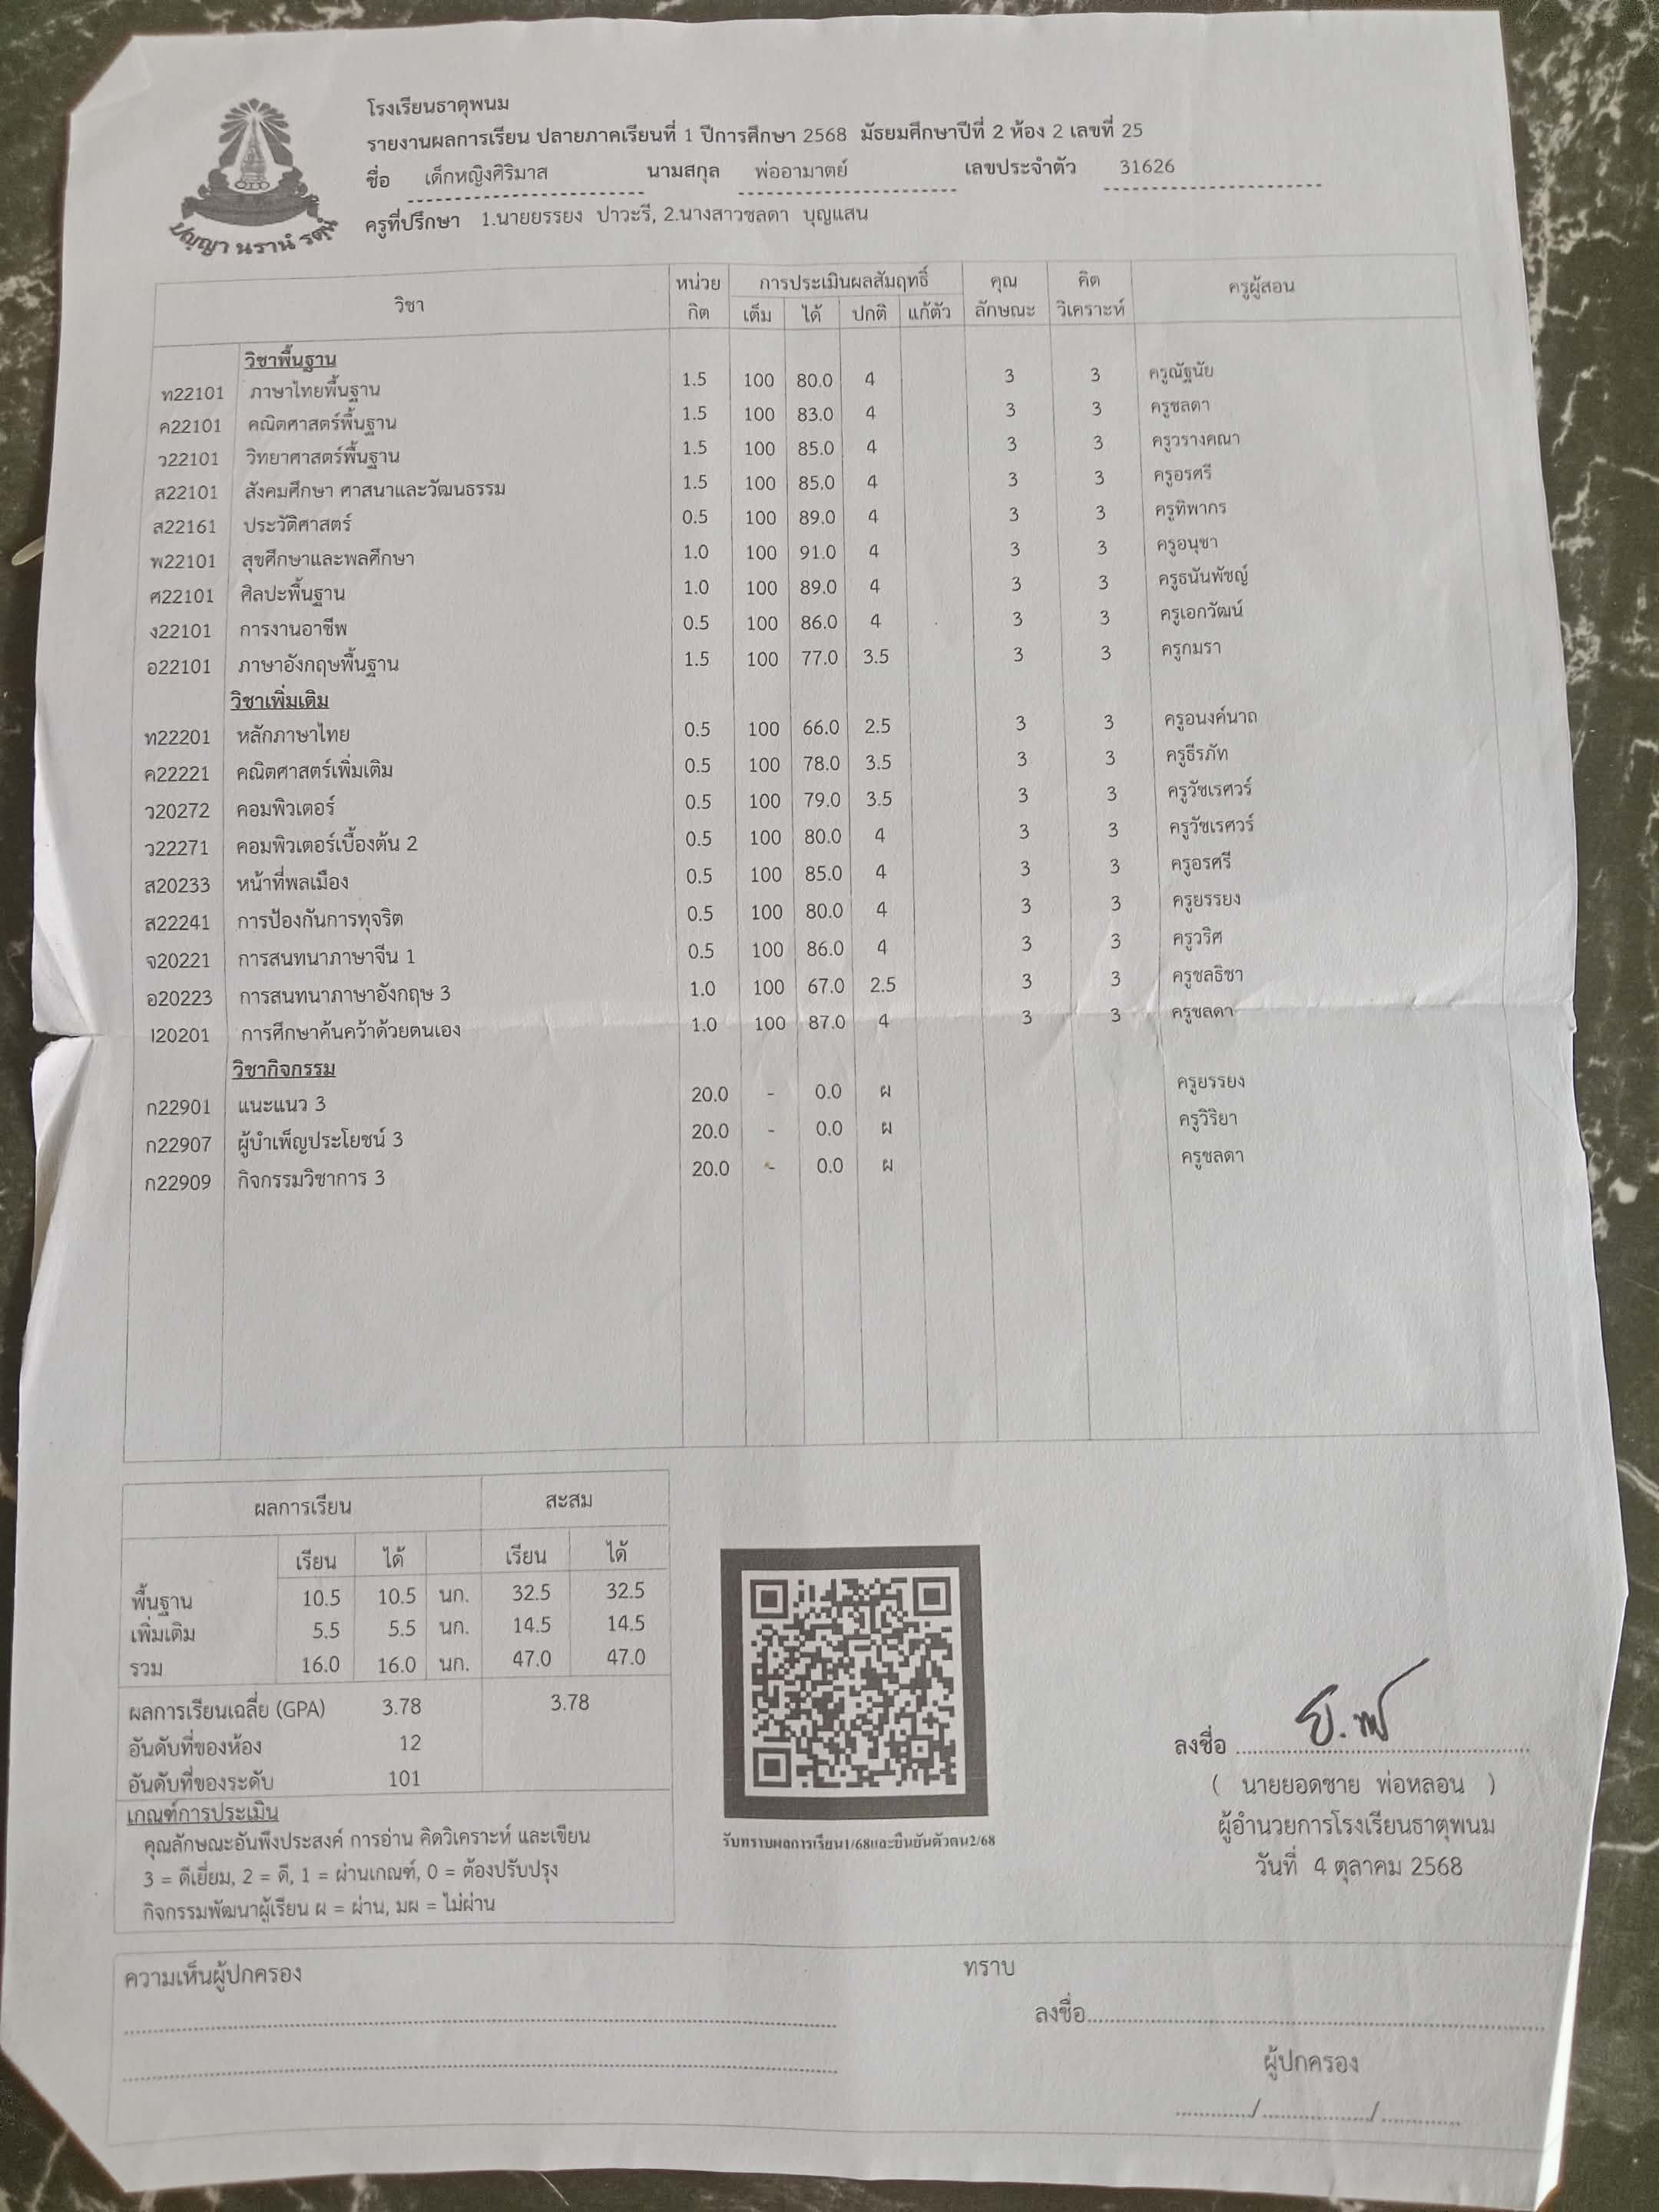 ปญฺญา นรานํ รตนํ
โรงเรียนธาตุพนม
รายงานผลการเรียน ปลายภาคเรียนที่ 1 ปีการศึกษา 2568 มัธยมศึกษาปีที่ 2 ห้อง 2 เลขที่ 25
ชื่อ เด็กหญิงศิริมาส นามสกุล พ่ออามาตย์ เลขประจำตัว 31626
ครูที่ปรึกษา 1.นายยรรยง ปาวะรี, 2.นางสาวชลดา บุญแสน
วิชา หน่วยกิต การประเมินผลสัมฤทธิ์ คุณลักษณะ คิดวิเคราะห์ ครูผู้สอน
เต็ม ได้ ปกติ แก้ตัว
วิชาพื้นฐาน
ท22101 ภาษาไทยพื้นฐาน 1.5 100 80.0 4 3 3 ครูณัฐนัย
ค22101 คณิตศาสตร์พื้นฐาน 1.5 100 83.0 4 3 3 ครูชลดา
ว22101 วิทยาศาสตร์พื้นฐาน 1.5 100 85.0 4 3 3 ครูวรางคณา
ส22101 สังคมศึกษา ศาสนาและวัฒนธรรม 1.5 100 85.0 4 3 3 ครูอรศรี
ส22161 ประวัติศาสตร์ 0.5 100 89.0 4 3 3 ครูทิพากร
พ22101 สุขศึกษาและพลศึกษา 1.0 100 91.0 4 3 3 ครูอนุชา
ศ22101 ศิลปะพื้นฐาน 1.0 100 89.0 4 3 3 ครูธนันพัชญ์
ง22101 การงานอาชีพ 0.5 100 86.0 4 3 3 ครูเอกวัฒน์
อ22101 ภาษาอังกฤษพื้นฐาน 1.5 100 77.0 3.5 3 3 ครูกมรา
วิชาเพิ่มเติม
ท22201 หลักภาษาไทย 0.5 100 66.0 2.5 3 3 ครูอนงค์นาถ
ค22221 คณิตศาสตร์เพิ่มเติม 0.5 100 78.0 3.5 3 3 ครูธีรภัท
ว20272 คอมพิวเตอร์ 0.5 100 79.0 3.5 3 3 ครูวัชเรศวร์
ว22271 คอมพิวเตอร์เบื้องต้น 2 0.5 100 80.0 4 3 3 ครูวัชเรศวร์
ส20233 หน้าที่พลเมือง 0.5 100 85.0 4 3 3 ครูอรศรี
ส22241 การป้องกันการทุจริต 0.5 100 80.0 4 3 3 ครูยรรยง
จ20221 การสนทนาภาษาจีน 1 0.5 100 86.0 4 3 3 ครูวริศ
อ20223 การสนทนาภาษาอังกฤษ 3 1.0 100 67.0 2.5 3 3 ครูชลธิชา
I20201 การศึกษาค้นคว้าด้วยตนเอง 1.0 100 87.0 4 3 3 ครูชลดา
วิชากิจกรรม
ก22901 แนะแนว 3 20.0 - 0.0 ผ ครูยรรยง
ก22907 ผู้บำเพ็ญประโยชน์ 3 20.0 - 0.0 ผ ครูวิริยา
ก22909 กิจกรรมวิชาการ 3 20.0 - 0.0 ผ ครูชลดา
ผลการเรียน สะสม
เรียน ได้ เรียน ได้
พื้นฐาน 10.5 10.5 นก. 32.5 32.5
เพิ่มเติม 5.5 5.5 นก. 14.5 14.5
รวม 16.0 16.0 นก. 47.0 47.0
ผลการเรียนเฉลี่ย (GPA) 3.78 3.78
อันดับที่ของห้อง 12
อันดับที่ของระดับ 101
เกณฑ์การประเมิน
คุณลักษณะอันพึงประสงค์ การอ่าน คิดวิเคราะห์ และเขียน
3 = ดีเยี่ยม, 2 = ดี, 1 = ผ่านเกณฑ์, 0 = ต้องปรับปรุง
กิจกรรมพัฒนาผู้เรียน ผ = ผ่าน, มผ = ไม่ผ่าน
รับทราบผลการเรียน1/68และยืนยันตัวตน2/68
ลงชื่อ
( นายยอดชาย พ่อหลอน )
ผู้อำนวยการโรงเรียนธาตุพนม
วันที่ 4 ตุลาคม 2568
ความเห็นผู้ปกครอง ทราบ
ลงชื่อ
ผู้ปกครอง
............/................../.............